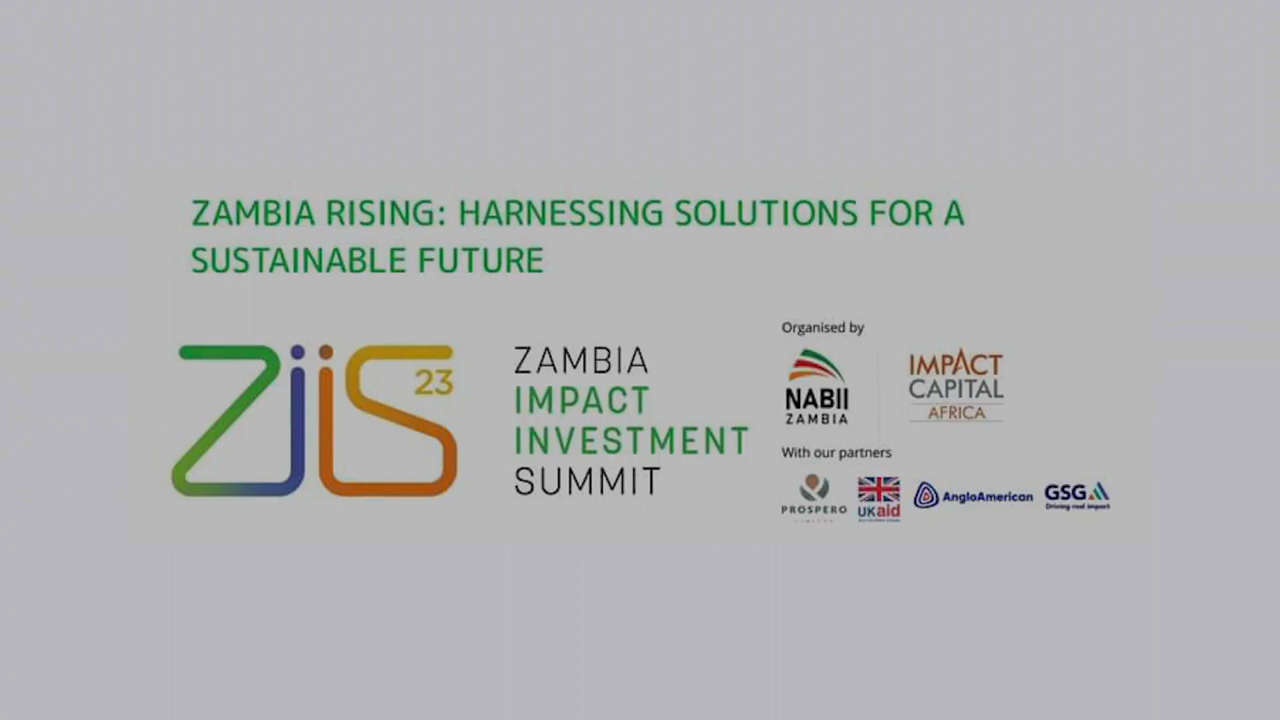 ZAMBIA RISING: HARNESSING SOLUTIONS FOR A
SUSTAINABLE FUTURE
ZiiS
23
ZAMBIA
IMPACT
INVESTMENT
SUMMIT
Organised by
NABII
ZAMBIA
IMPACT
CAPITAL
AFRICA
With our partners
PROSPERO
UKaid
AngloAmerican
GSG
Driving real impact